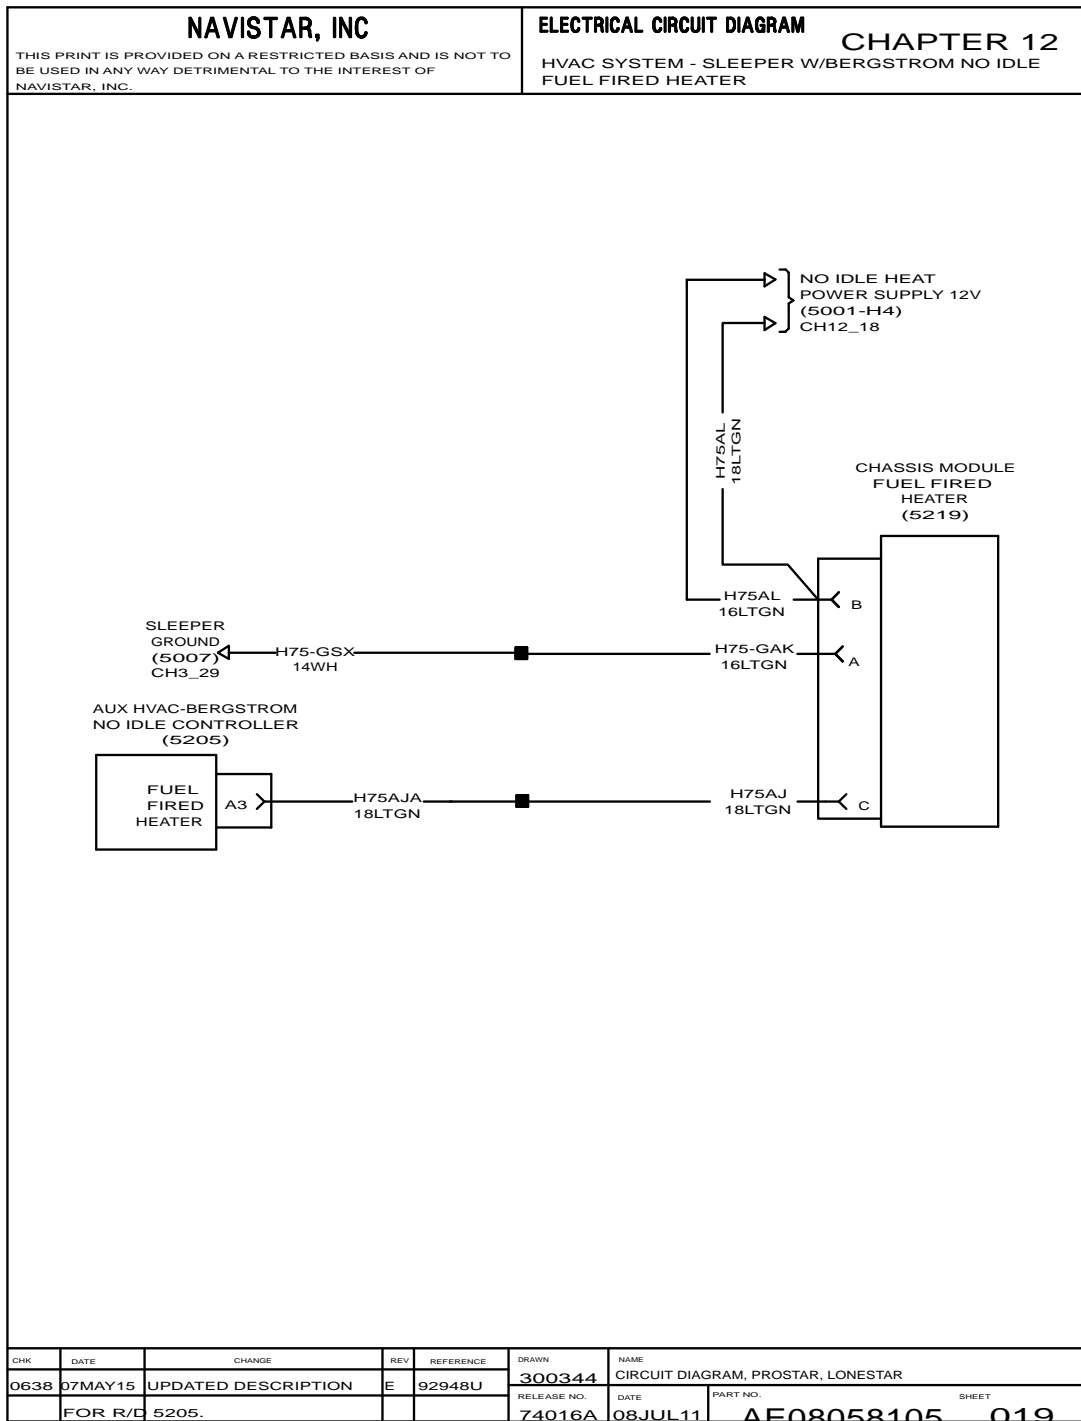 NAVISTAR, INC
THIS PRINT IS PROVIDED ON A RESTRICTED BASIS AND IS NOT TO
BE USED IN ANY WAY DETRIMENTAL TO THE INTEREST OF
NAVISTAR, INC.
ELECTRICAL CIRCUIT DIAGRAM
CHAPTER 12
HVAC SYSTEM - SLEEPER W/BERGSTROM NO IDLE
FUEL FIRED HEATER
NO IDLE HEAT
POWER SUPPLY 12V
(5001-H4)
CH12_18
H75AL
18LTGN
CHASSIS MODULE
FUEL FIRED
HEATER
(5219)
H75AL
16LTGN
B
SLEEPER
GROUND
(5007)
CH3_29
H75-GSX
14WH
H75-GAK
16LTGN
A
AUX HVAC-BERGSTROM
NO IDLE CONTROLLER
(5205)
FUEL
FIRED
HEATER
A3
H75AJA
18LTGN
H75AJ
18LTGN
C
CHK DATE CHANGE REV REFERENCE
0638 07MAY15 UPDATED DESCRIPTION E 92948U
FOR R/D 5205.
DRAWN
300344
NAME
CIRCUIT DIAGRAM, PROSTAR, LONESTAR
RELEASE NO.
74016A
DATE
08JUL11
PART NO.
AE08058105
SHEET
019